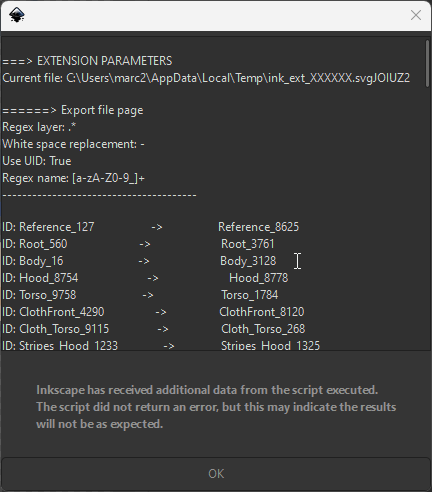 ===> EXTENSION PARAMETERS
Current file: C:\Users\marc2\AppData\Local\Temp\ink_ext_XXXXXX.svgJOIUZ2
======> Export file page
Regex layer: .*
White space replacement: -
Use UID: True
Regex name: [a-zA-Z0-9_]+
---------------------------------------
ID: Reference_127 -> Reference_8625
ID: Root_560 -> Root_3761
ID: Body_16 -> Body_3128
ID: Hood_8754 -> Hood_8778
ID: Torso_9758 -> Torso_1784
ID: ClothFront_4290 -> ClothFront_8120
ID: Cloth_Torso_9115 -> Cloth_Torso_268
ID: Stripes_Hood_1233 -> Stripes_Hood_1325
Inkscape has received additional data from the script executed.
The script did not return an error, but this may indicate the results
will not be as expected.
OK